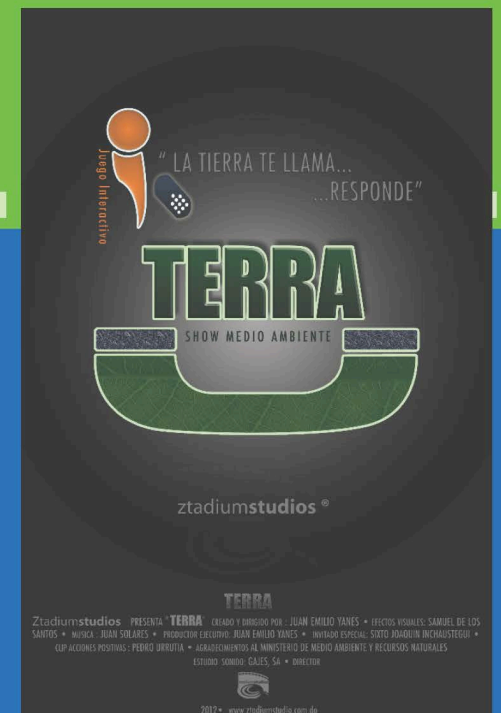 Juego Interactivo
" LA TIERRA TE LLAMA...
...RESPONDE"
TERRA
SHOW MEDIO AMBIENTE
ztadiumstudios ®
TERRA
Ztadiumstudios PRESENTA "TERRA" CREADO Y DIRIGIDO POR : JUAN EMILIO YANES • EFECTOS VISUALES: SAMUEL DE LOS
SANTOS • MUSICA : JUAN SOLARES • PRODUCTOR EJECUTIVO: JUAN EMILIO YANES • INVITADO ESPECIAL: SIXTO JOAQUIN INCHAUSTEGUI •
CLIP ACCIONES POSITIVAS : PEDRO URRUTIA • AGRADECIMIENTOS AL MINISTERIO DE MEDIO AMBIENTE Y RECURSOS NATURALES
ESTUDIO SONIDO: GAJES, SA • DIRECTOR
2012 • www.ztadiumstudio.com.do